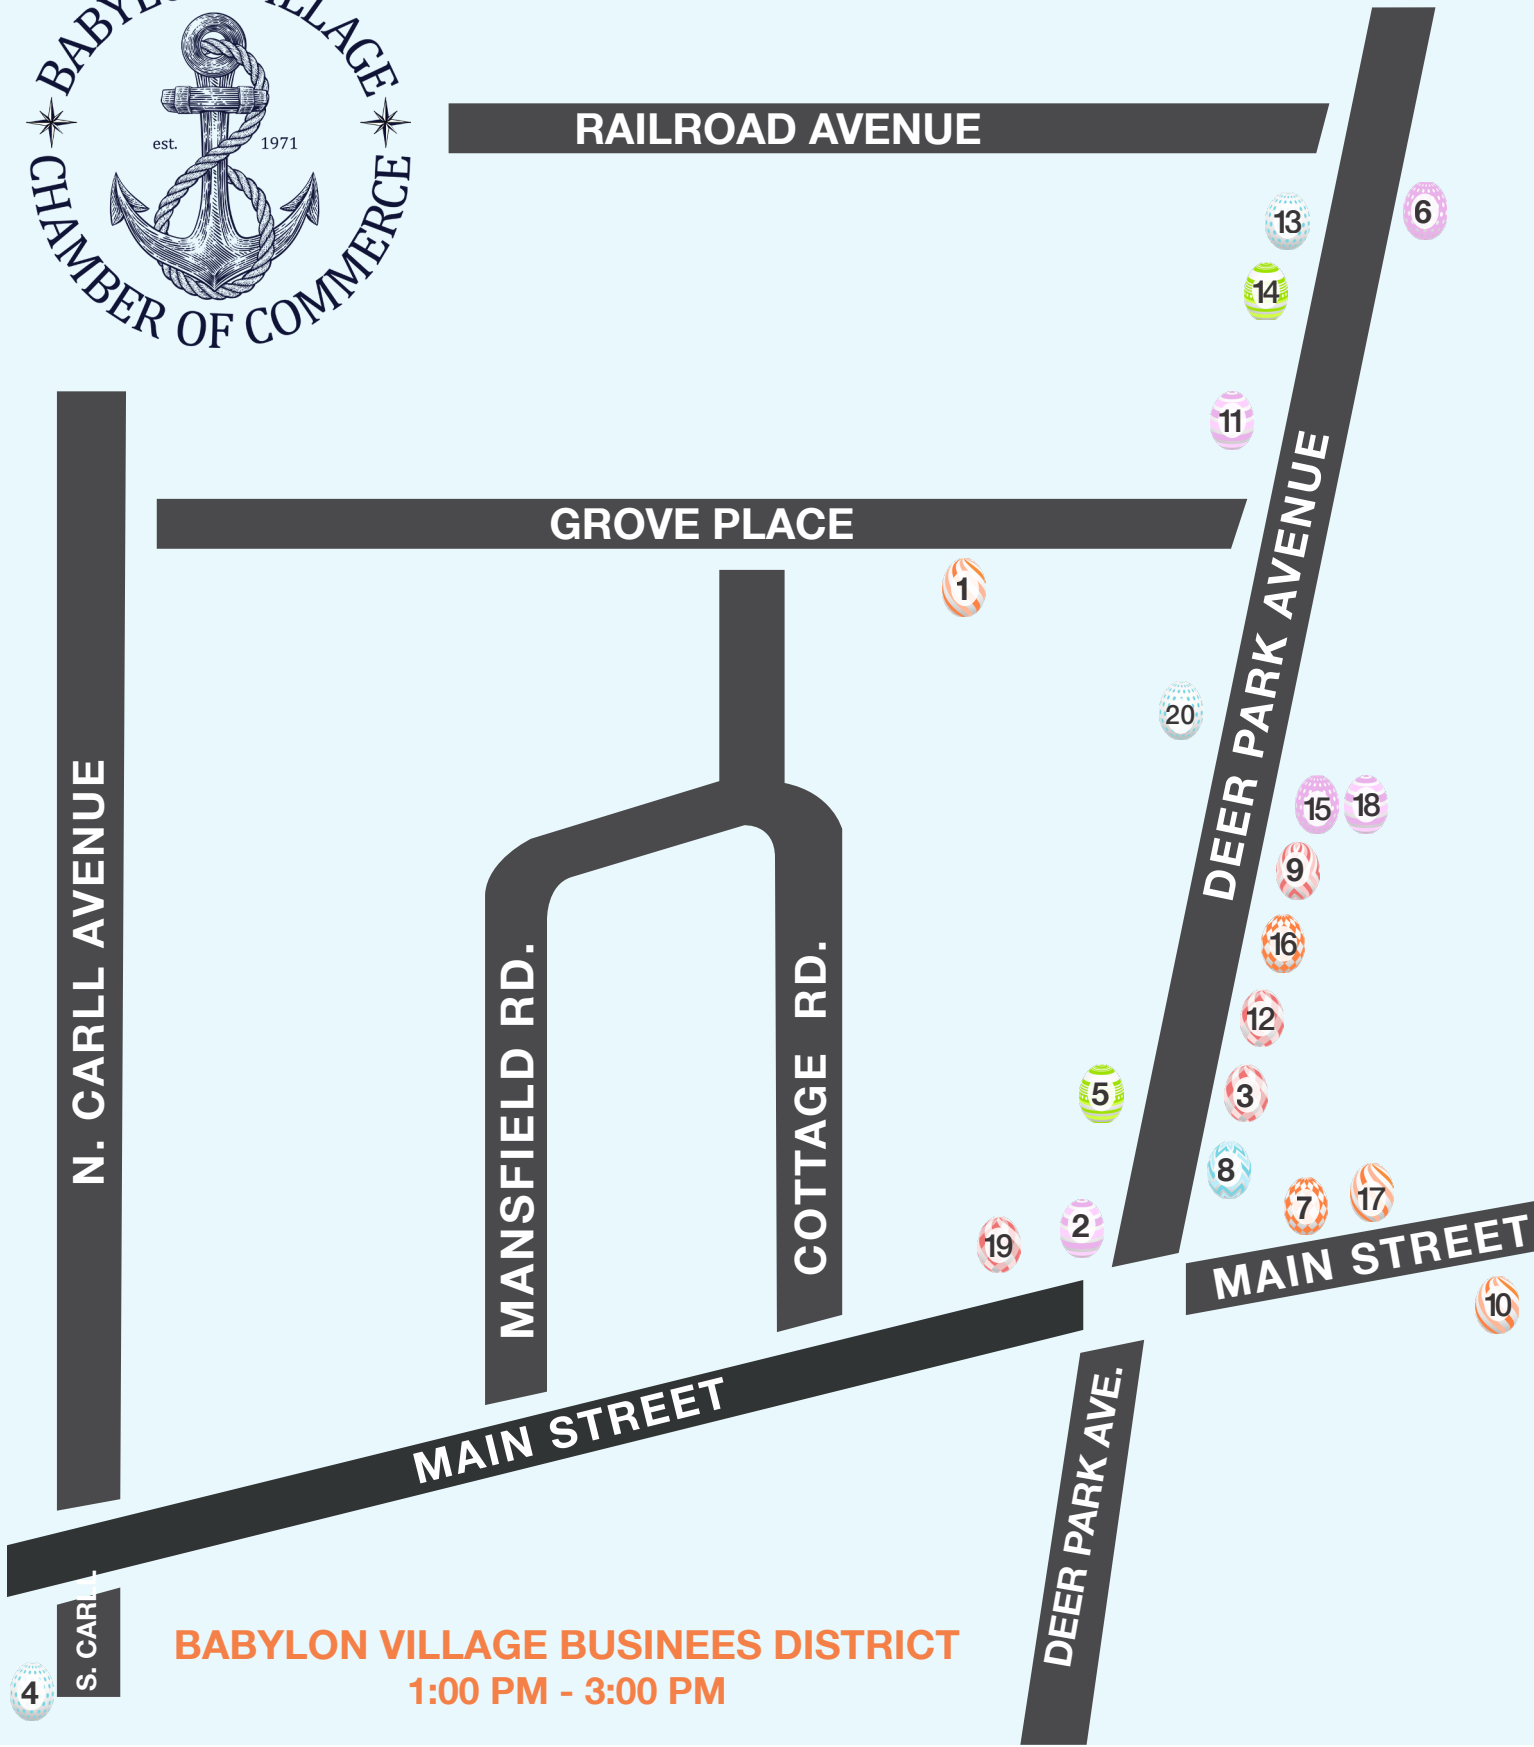 BABYLON VILLAGE
est. 1971
CHAMBER OF COMMERCE
RAILROAD AVENUE
13
6
14
11
GROVE PLACE
1
DEER PARK AVENUE
20
15
18
9
16
12
3
5
8
7
17
2
19
N. CARLL AVENUE
MANSFIELD RD.
COTTAGE RD.
MAIN STREET
10
MAIN STREET
DEER PARK AVE.
S. CARLL
4
BABYLON VILLAGE BUSINEES DISTRICT
1:00 PM - 3:00 PM